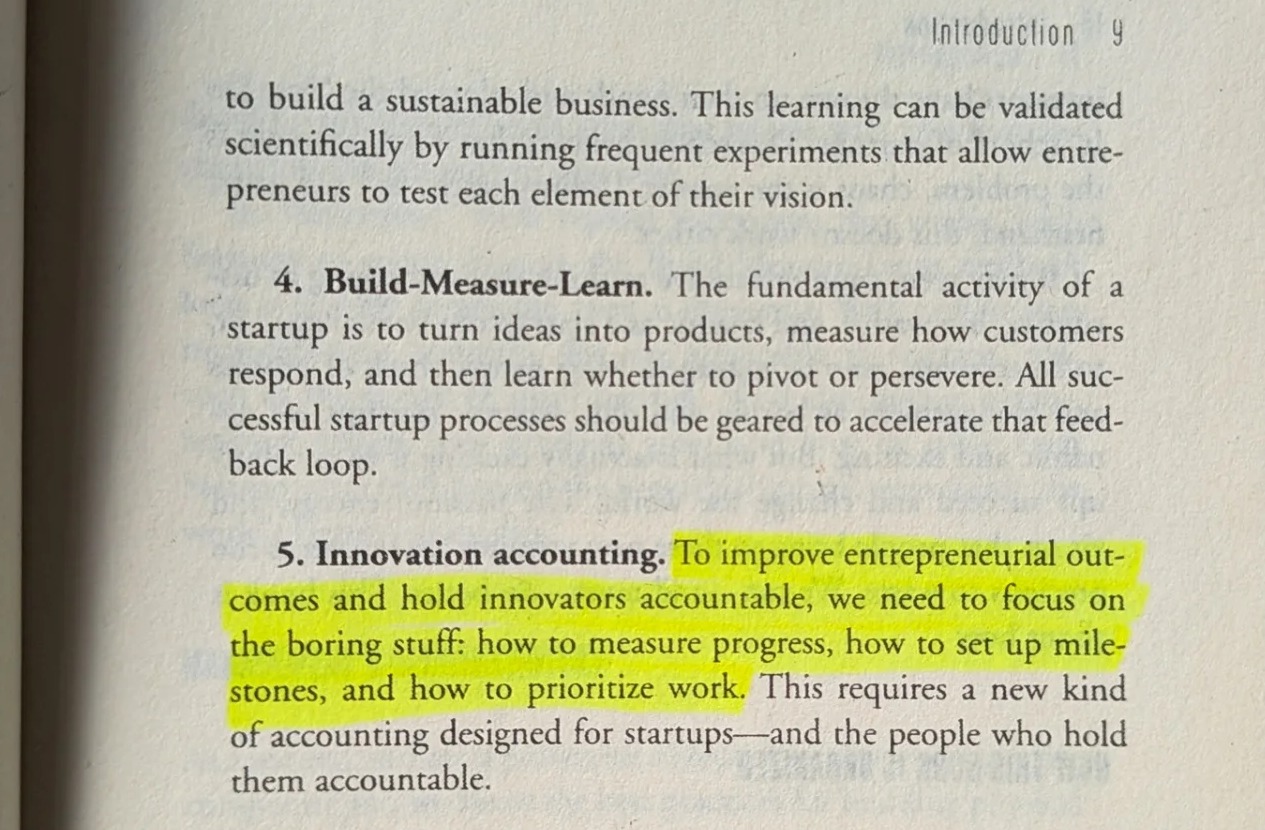 Introduction 9
to build a sustainable business. This learning can be validated
scientifically by running frequent experiments that allow entre-
preneurs to test each element of their vision.
4. Build-Measure-Learn. The fundamental activity of a
startup is to turn ideas into products, measure how customers
respond, and then learn whether to pivot or persevere. All suc-
cessful startup processes should be geared to accelerate that feed-
back loop.
5. Innovation accounting. To improve entrepreneurial out-
comes and hold innovators accountable, we need to focus on
the boring stuff: how to measure progress, how to set up mile-
stones, and how to prioritize work. This requires a new kind
of accounting designed for startups—and the people who hold
them accountable.